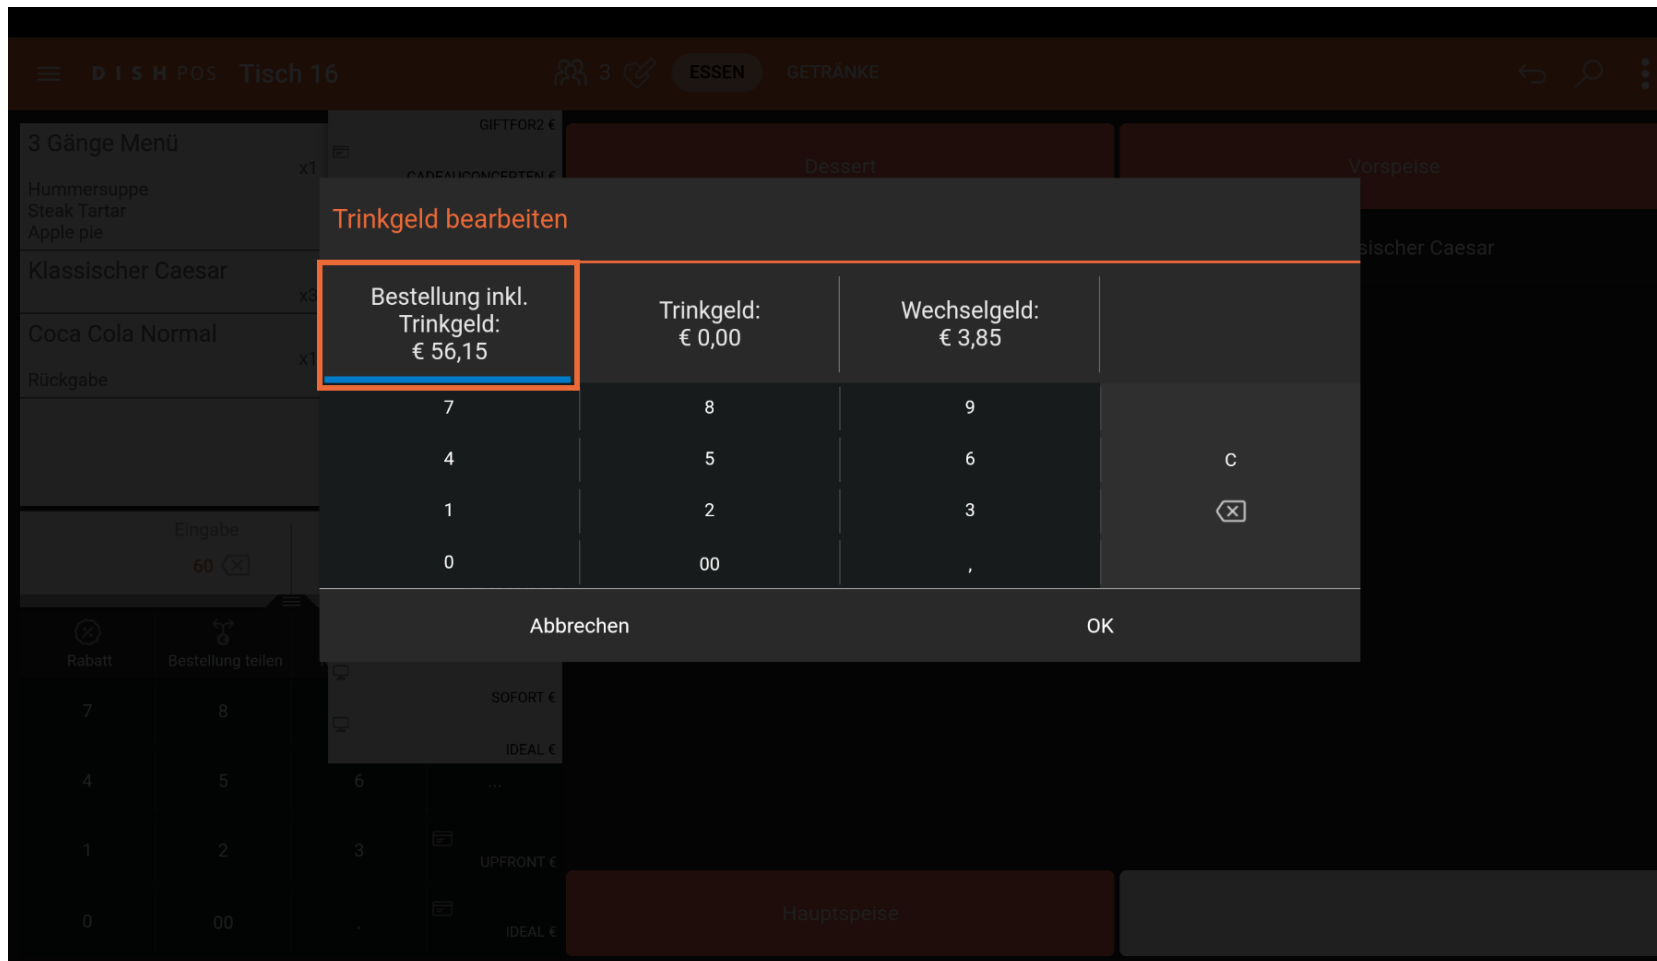 DISH POS Tisch 16
3
ESSEN
GETRÄNKE
3 Gänge Menü
x1
Hummersuppe
Steak Tartar
Apple pie
Klassischer Caesar
x3
Coca Cola Normal
x1
Rückgabe
GIFTFOR2 €
CADEAUCONCERTEN €
Dessert
Vorspeise
sischer Caesar
Trinkgeld bearbeiten
Bestellung inkl.
Trinkgeld:
€ 56,15
Trinkgeld:
€ 0,00
Wechselgeld:
€ 3,85
7 8 9
4 5 6 C
1 2 3
0 00 ,
Abbrechen
OK
Eingabe
60
Rabatt
Bestellung teilen
7 8
4 5 6 ...
1 2 3
0 00 .
SOFORT €
IDEAL €
UPFRONT €
IDEAL €
Hauptspeise